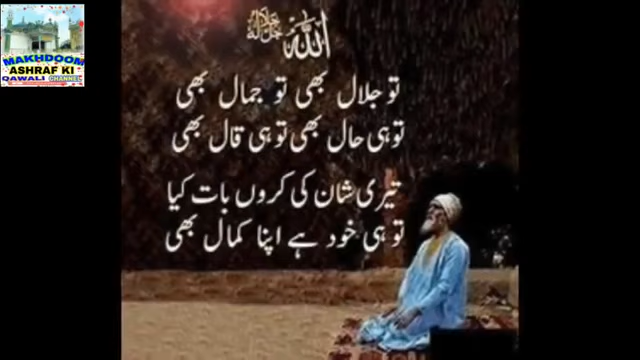 MAKHDOOM
ASHRAF KI
QAWALI CHANNEL
اللہ جل جلالہ
تو جلال بھی تو جمال بھی
تو ہی حال بھی تو ہی قال بھی
تیری شان کی کروں بات کیا
تو ہی خود ہے اپنا کمال بھی